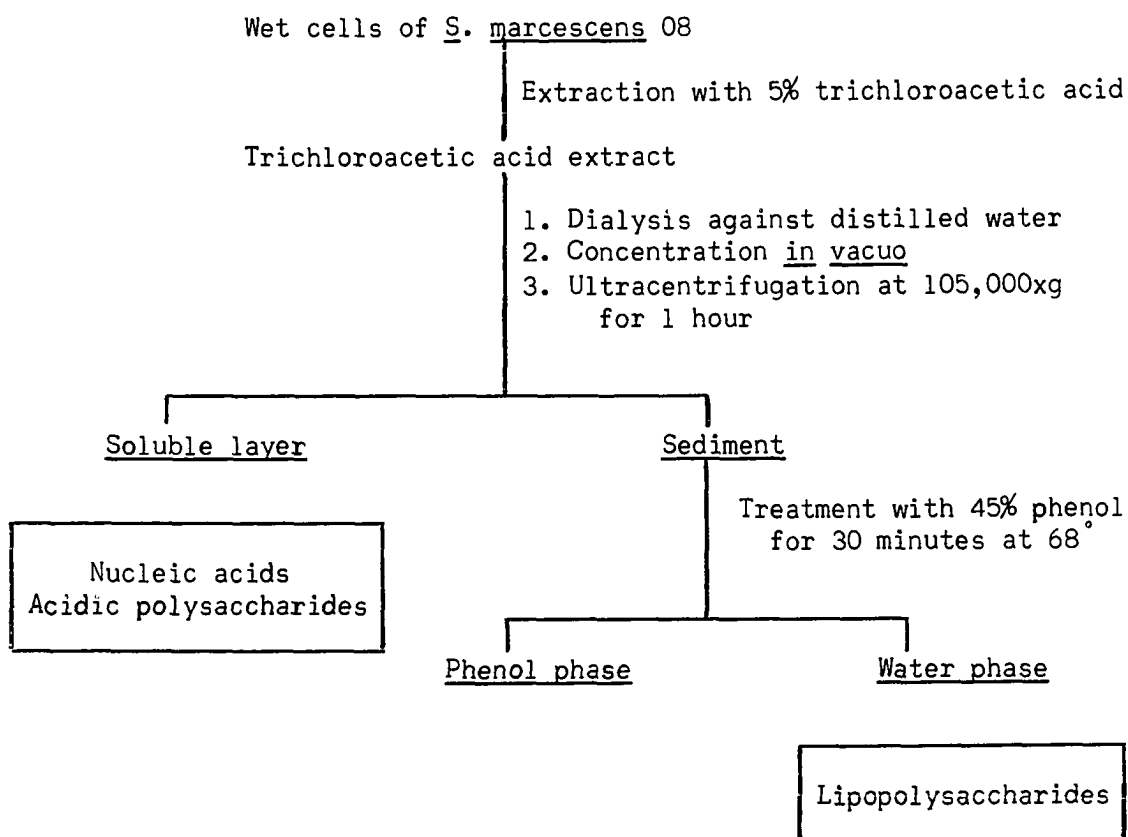 Wet cells of S. marcescens 08
Extraction with 5% trichloroacetic acid
Trichloroacetic acid extract
1. Dialysis against distilled water
2. Concentration in vacuo
3. Ultracentrifugation at 105,000xg
for 1 hour
Soluble layer
Sediment
Treatment with 45% phenol
for 30 minutes at 68°
Nucleic acids
Acidic polysaccharides
Phenol phase
Water phase
Lipopolysaccharides